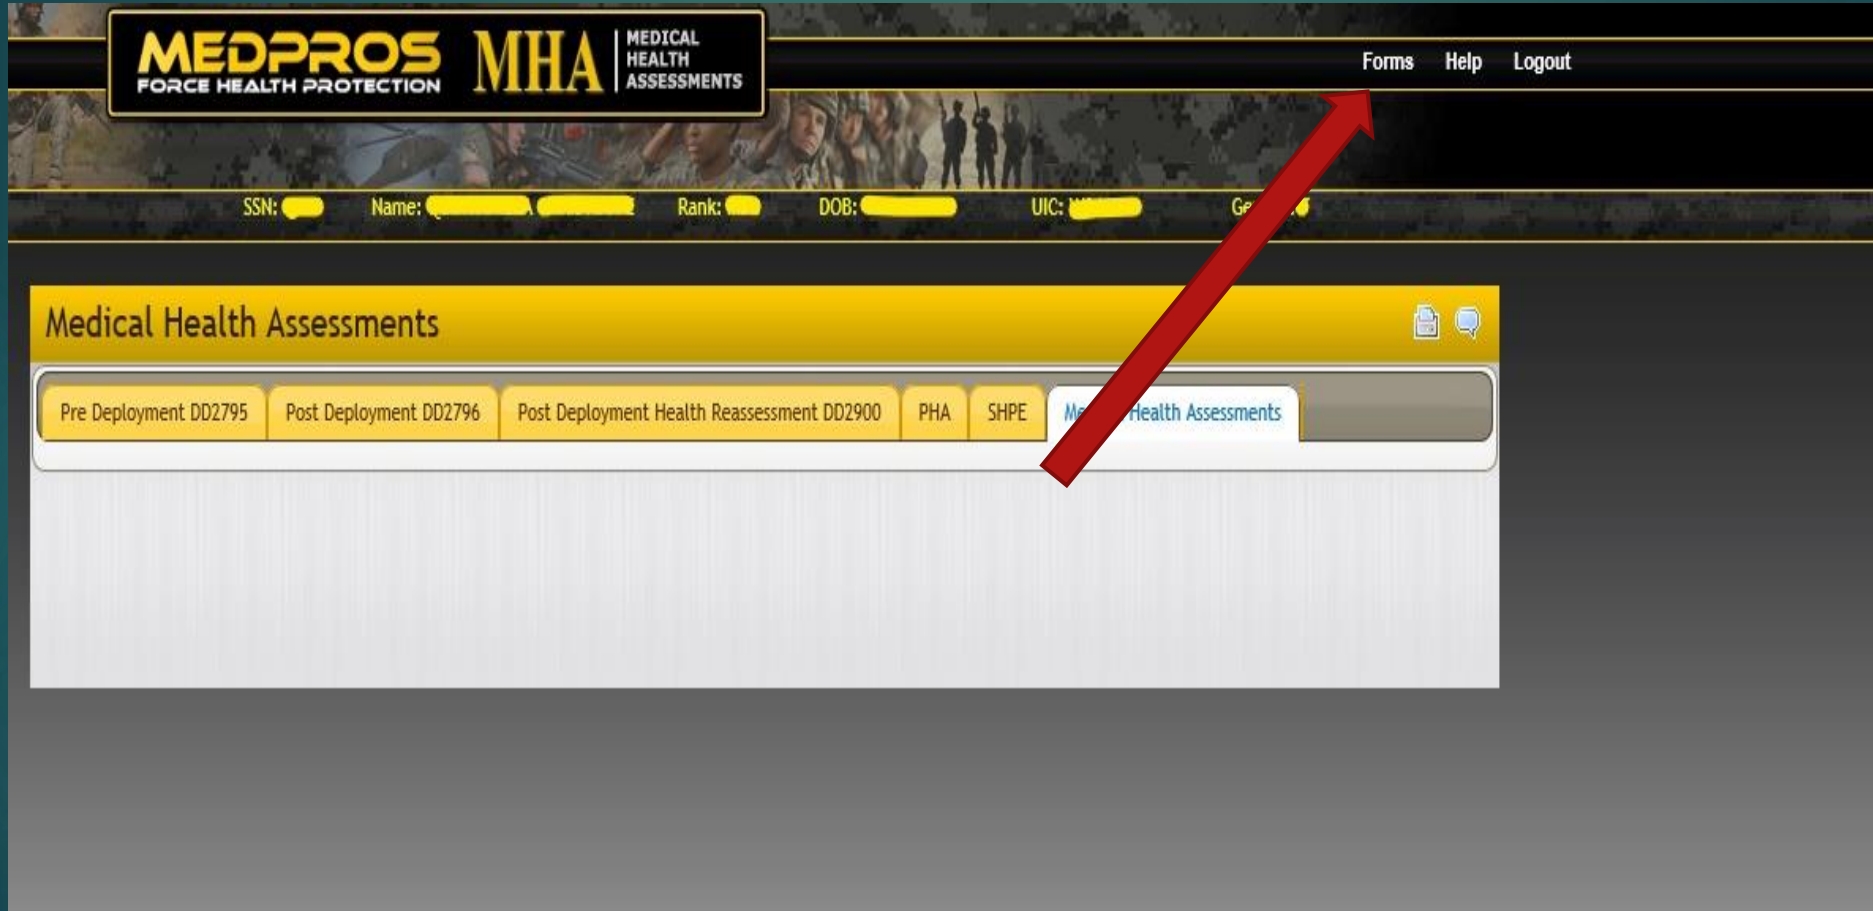 MEDPROS
FORCE HEALTH PROTECTION
MHA
MEDICAL
HEALTH
ASSESSMENTS
Forms Help Logout
SSN: Name: Rank: DOB: UIC:
Medical Health Assessments
Pre Deployment DD2795 Post Deployment DD2796 Post Deployment Health Reassessment DD2900 PHA SHPE Health Assessments